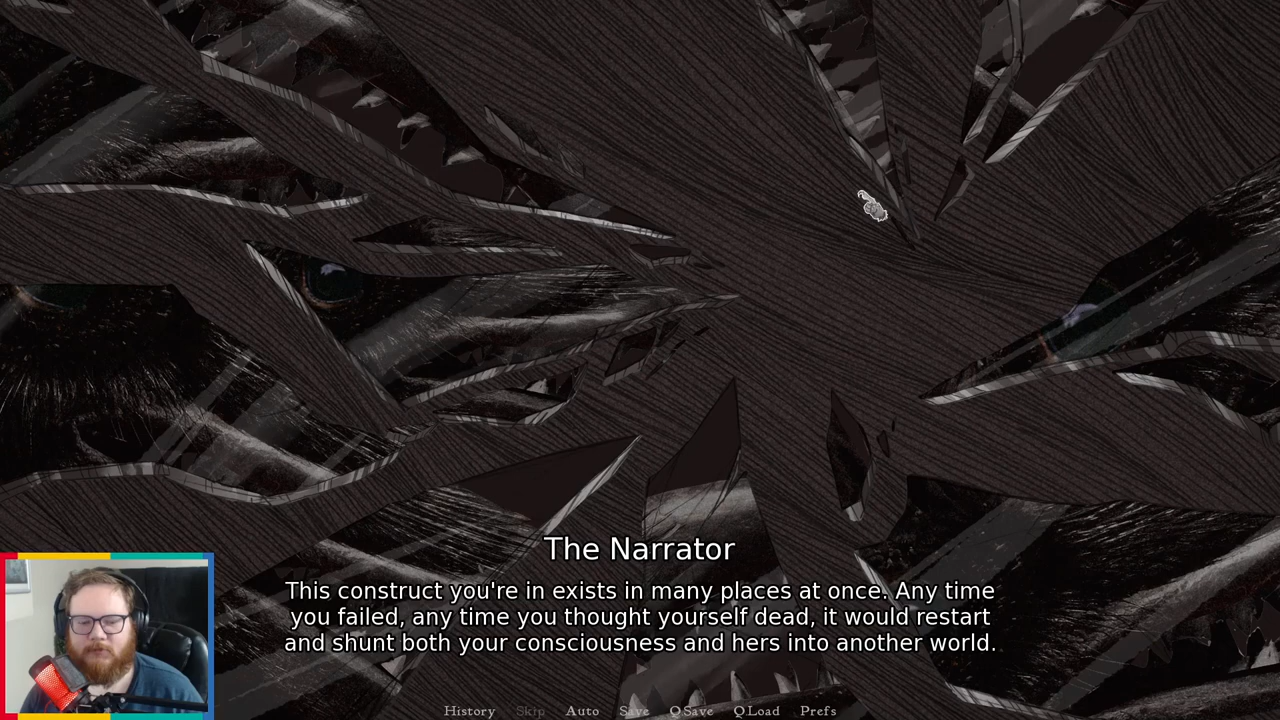 The Narrator
This construct you're in exists in many places at once. Any time
you failed, any time you thought yourself dead, it would restart
and shunt both your consciousness and hers into another world.
History Skip Auto Save Q.Save Q.Load Prefs